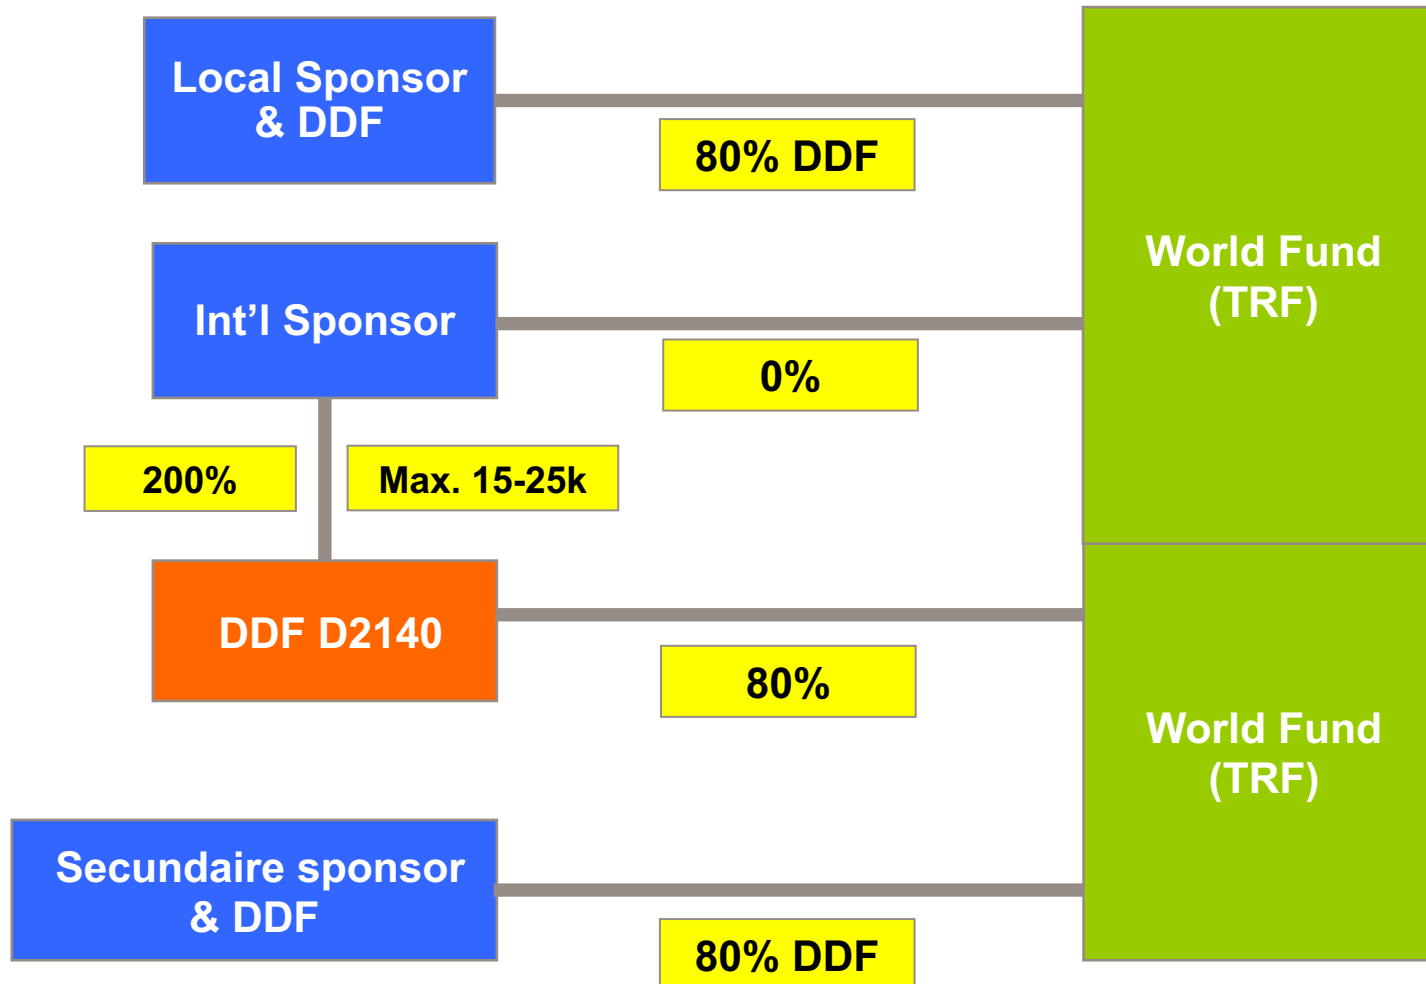 Local Sponsor
& DDF
80% DDF
World Fund
(TRF)
Int’l Sponsor
0%
200%
Max. 15-25k
DDF D2140
80%
World Fund
(TRF)
Secundaire sponsor
& DDF
80% DDF